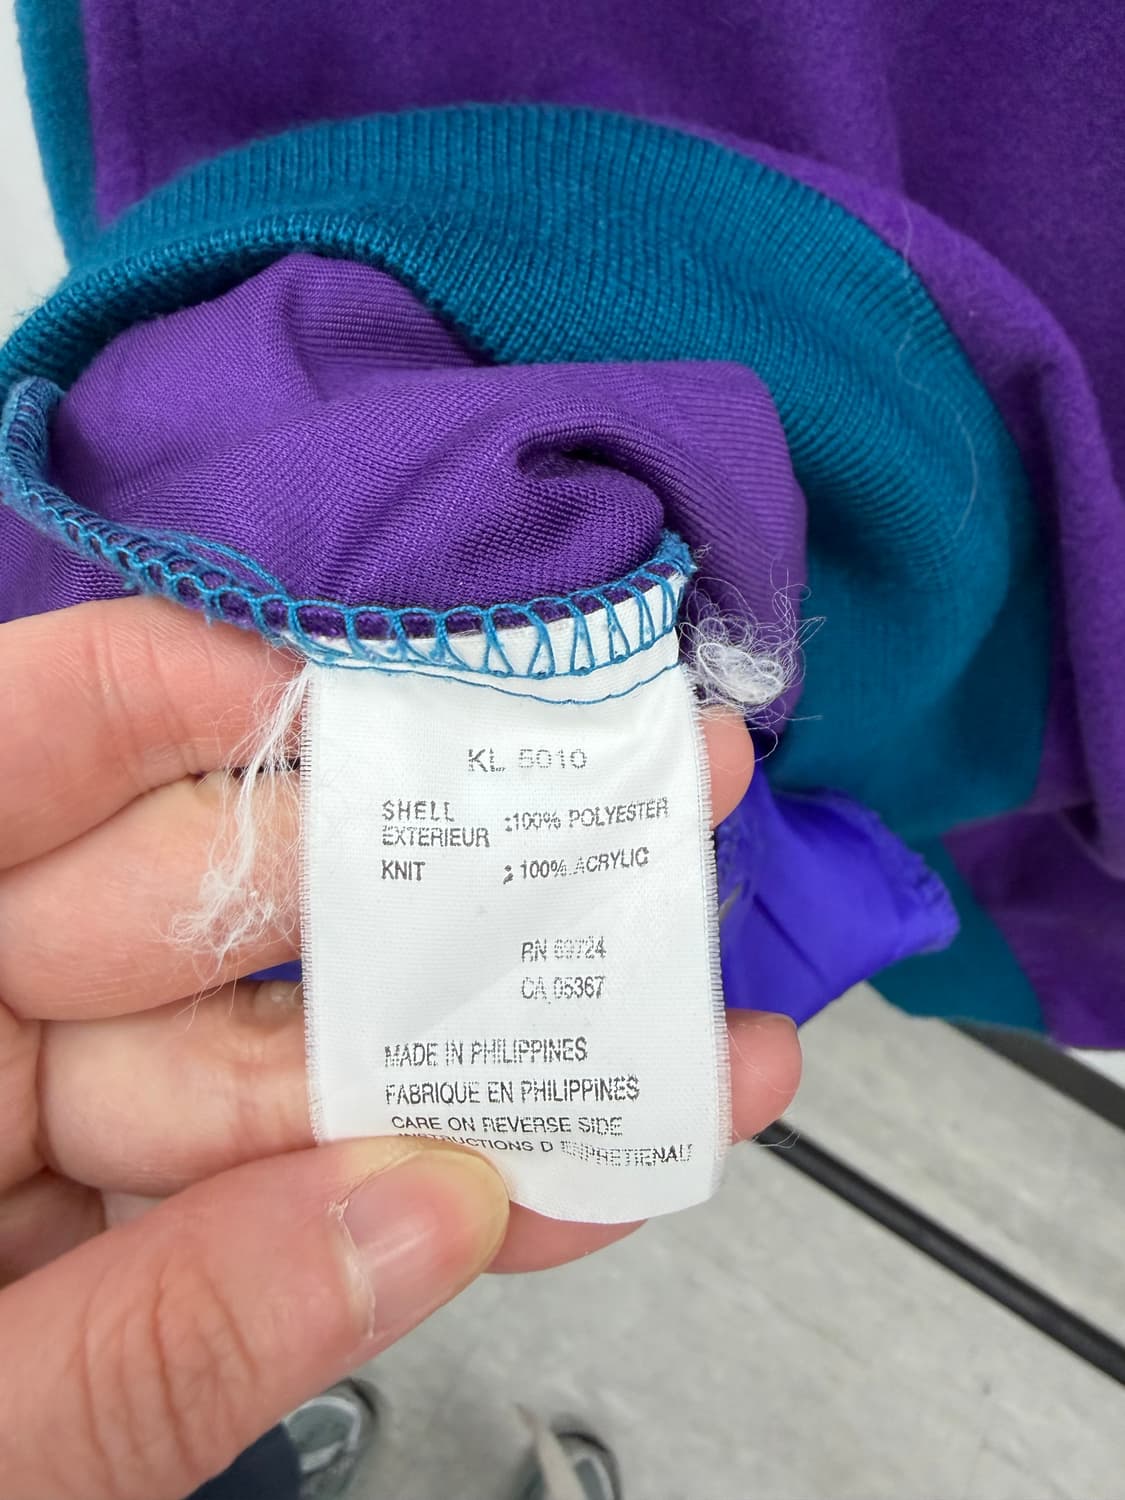 KL 5010
SHELL
EXTERIEUR :100% POLYESTER
KNIT : 100% ACRYLIC
RN 69724
CA 05367
MADE IN PHILIPPINES
FABRIQUE EN PHILIPPINES
CARE ON REVERSE SIDE
INSTRUCTIONS D